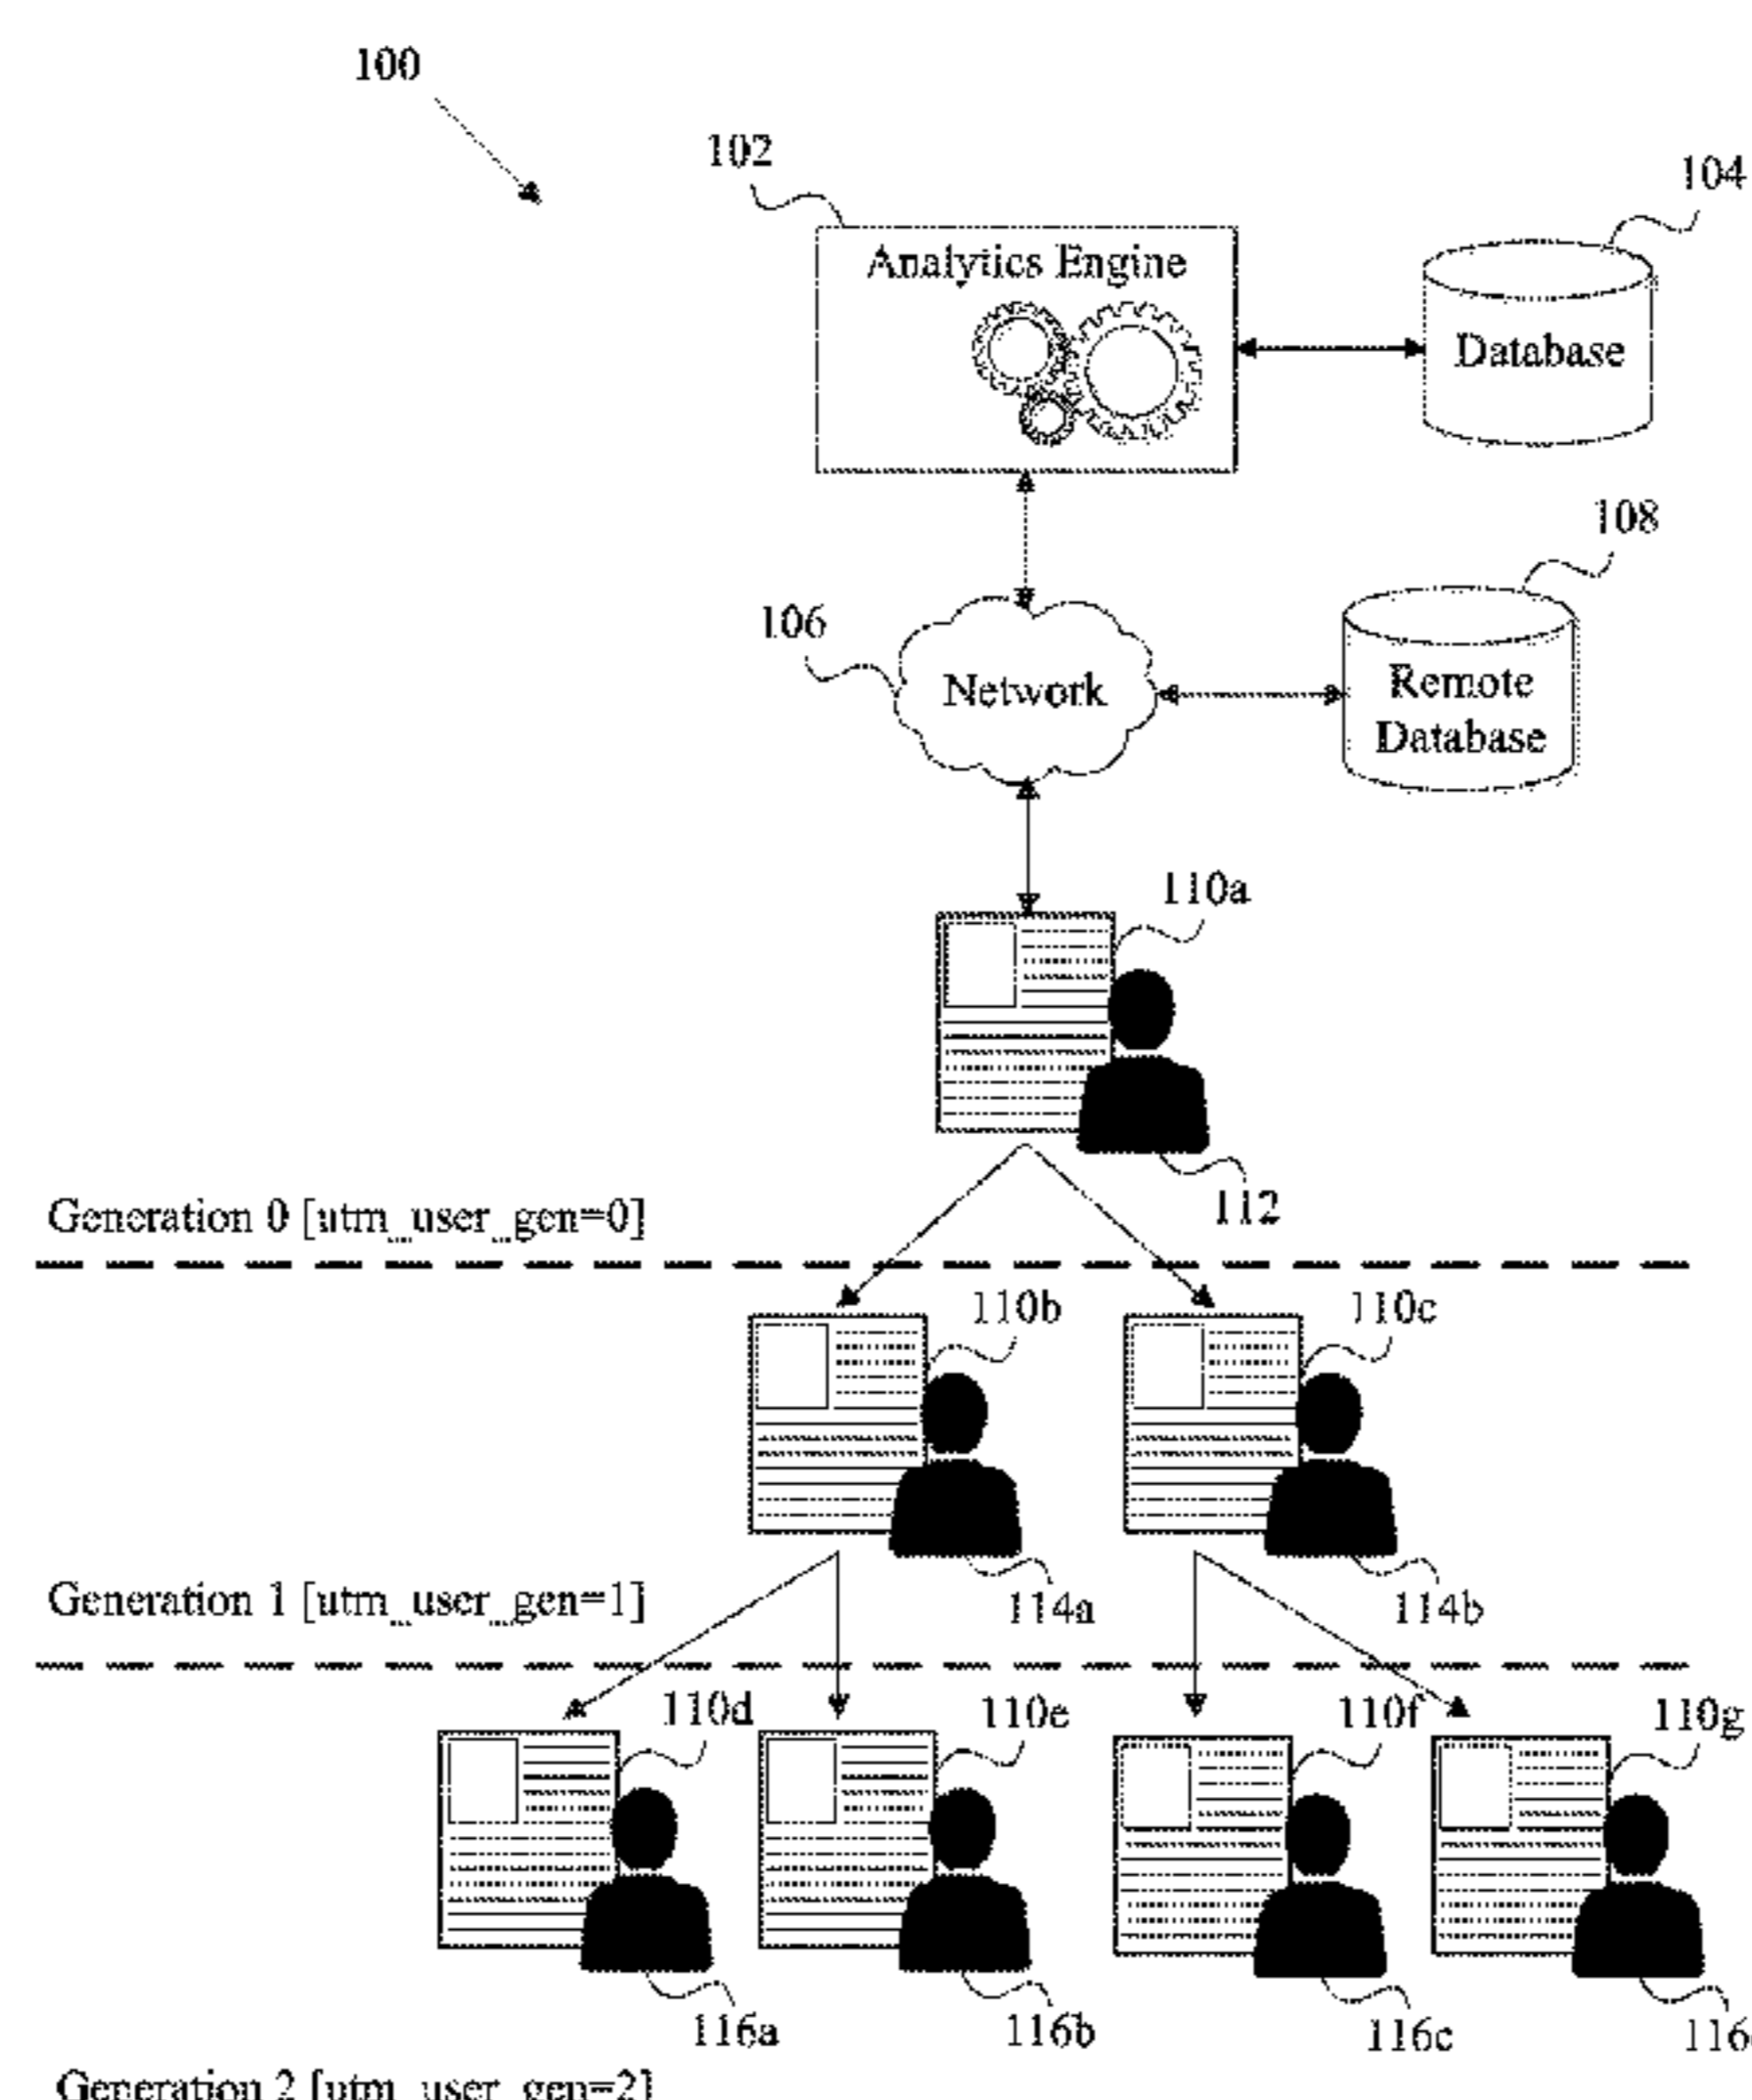 100
102
104
Analytics Engine
Database
108
106
Network
Remote
Database
110a
112
Generation 0 [utm_user_gen=0]
110b
110c
Generation 1 [utm_user_gen=1]
114a
114b
110d
110e
110f
110g
116a
116b
116c
Generation 2 [utm_user_gen=2]